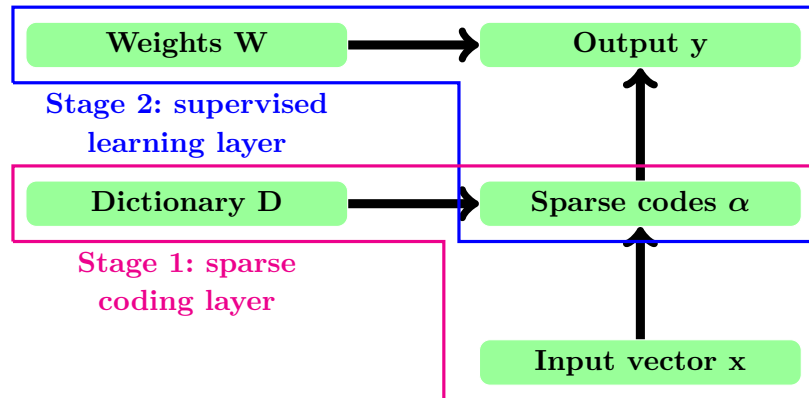 Weights W
Output y
Stage 2: supervised
learning layer
Dictionary D
Sparse codes α
Stage 1: sparse
coding layer
Input vector x